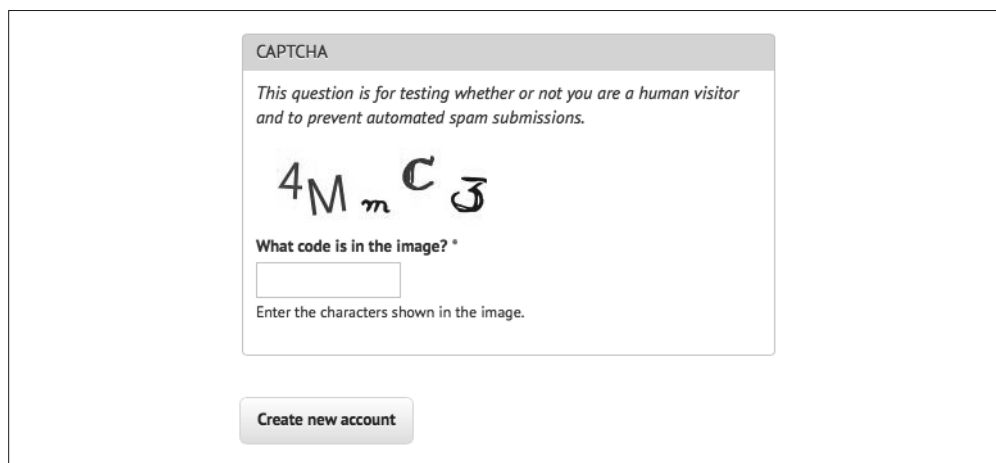 CAPTCHA
This question is for testing whether or not you are a human visitor
and to prevent automated spam submissions.
4MmC3
What code is in the image? *
Enter the characters shown in the image.
Create new account